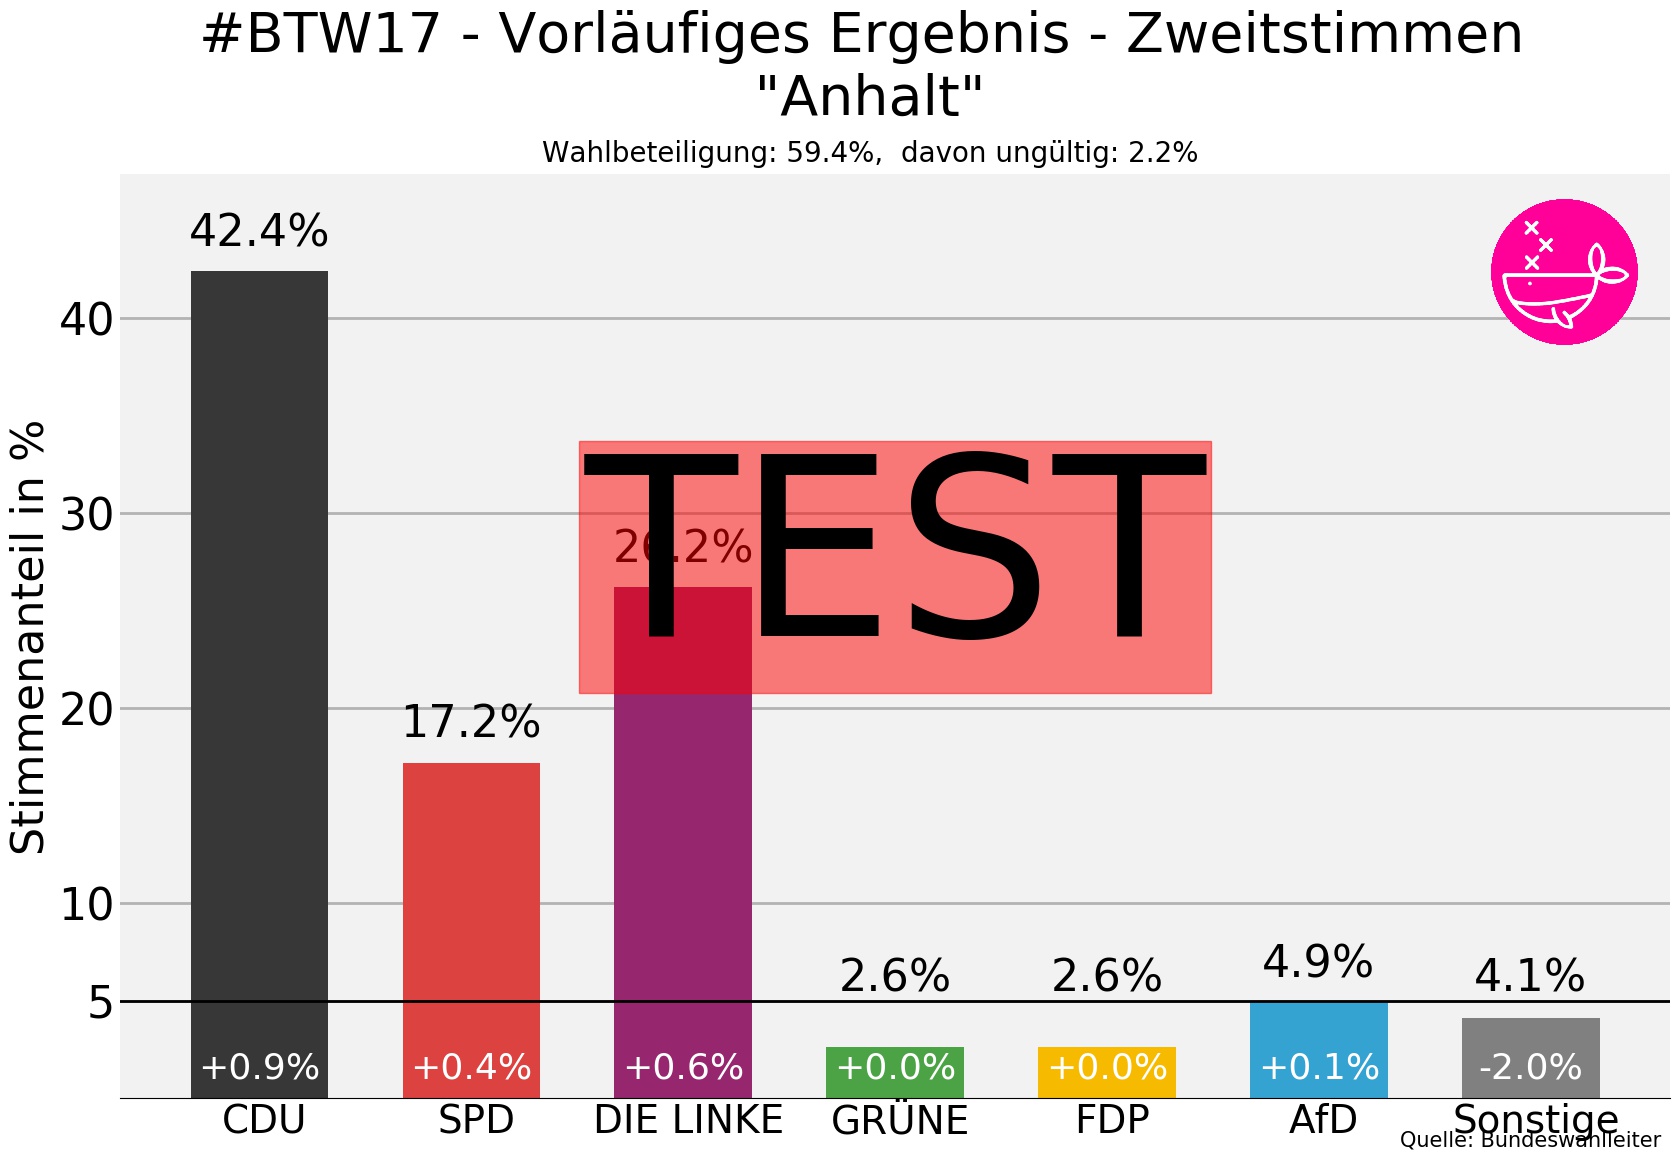 #BTW17 - Vorläufiges Ergebnis - Zweitstimmen
"Anhalt"
Wahlbeteiligung: 59.4%,  davon ungültig: 2.2%
Stimmenanteil in %
40
30
20
10
5
42.4%
17.2%
26.2%
2.6%
2.6%
4.9%
4.1%
TEST
+0.9%
+0.4%
+0.6%
+0.0%
+0.0%
+0.1%
-2.0%
CDU
SPD
DIE LINKE
GRÜNE
FDP
AfD
Sonstige
Quelle: Bundeswahlleiter